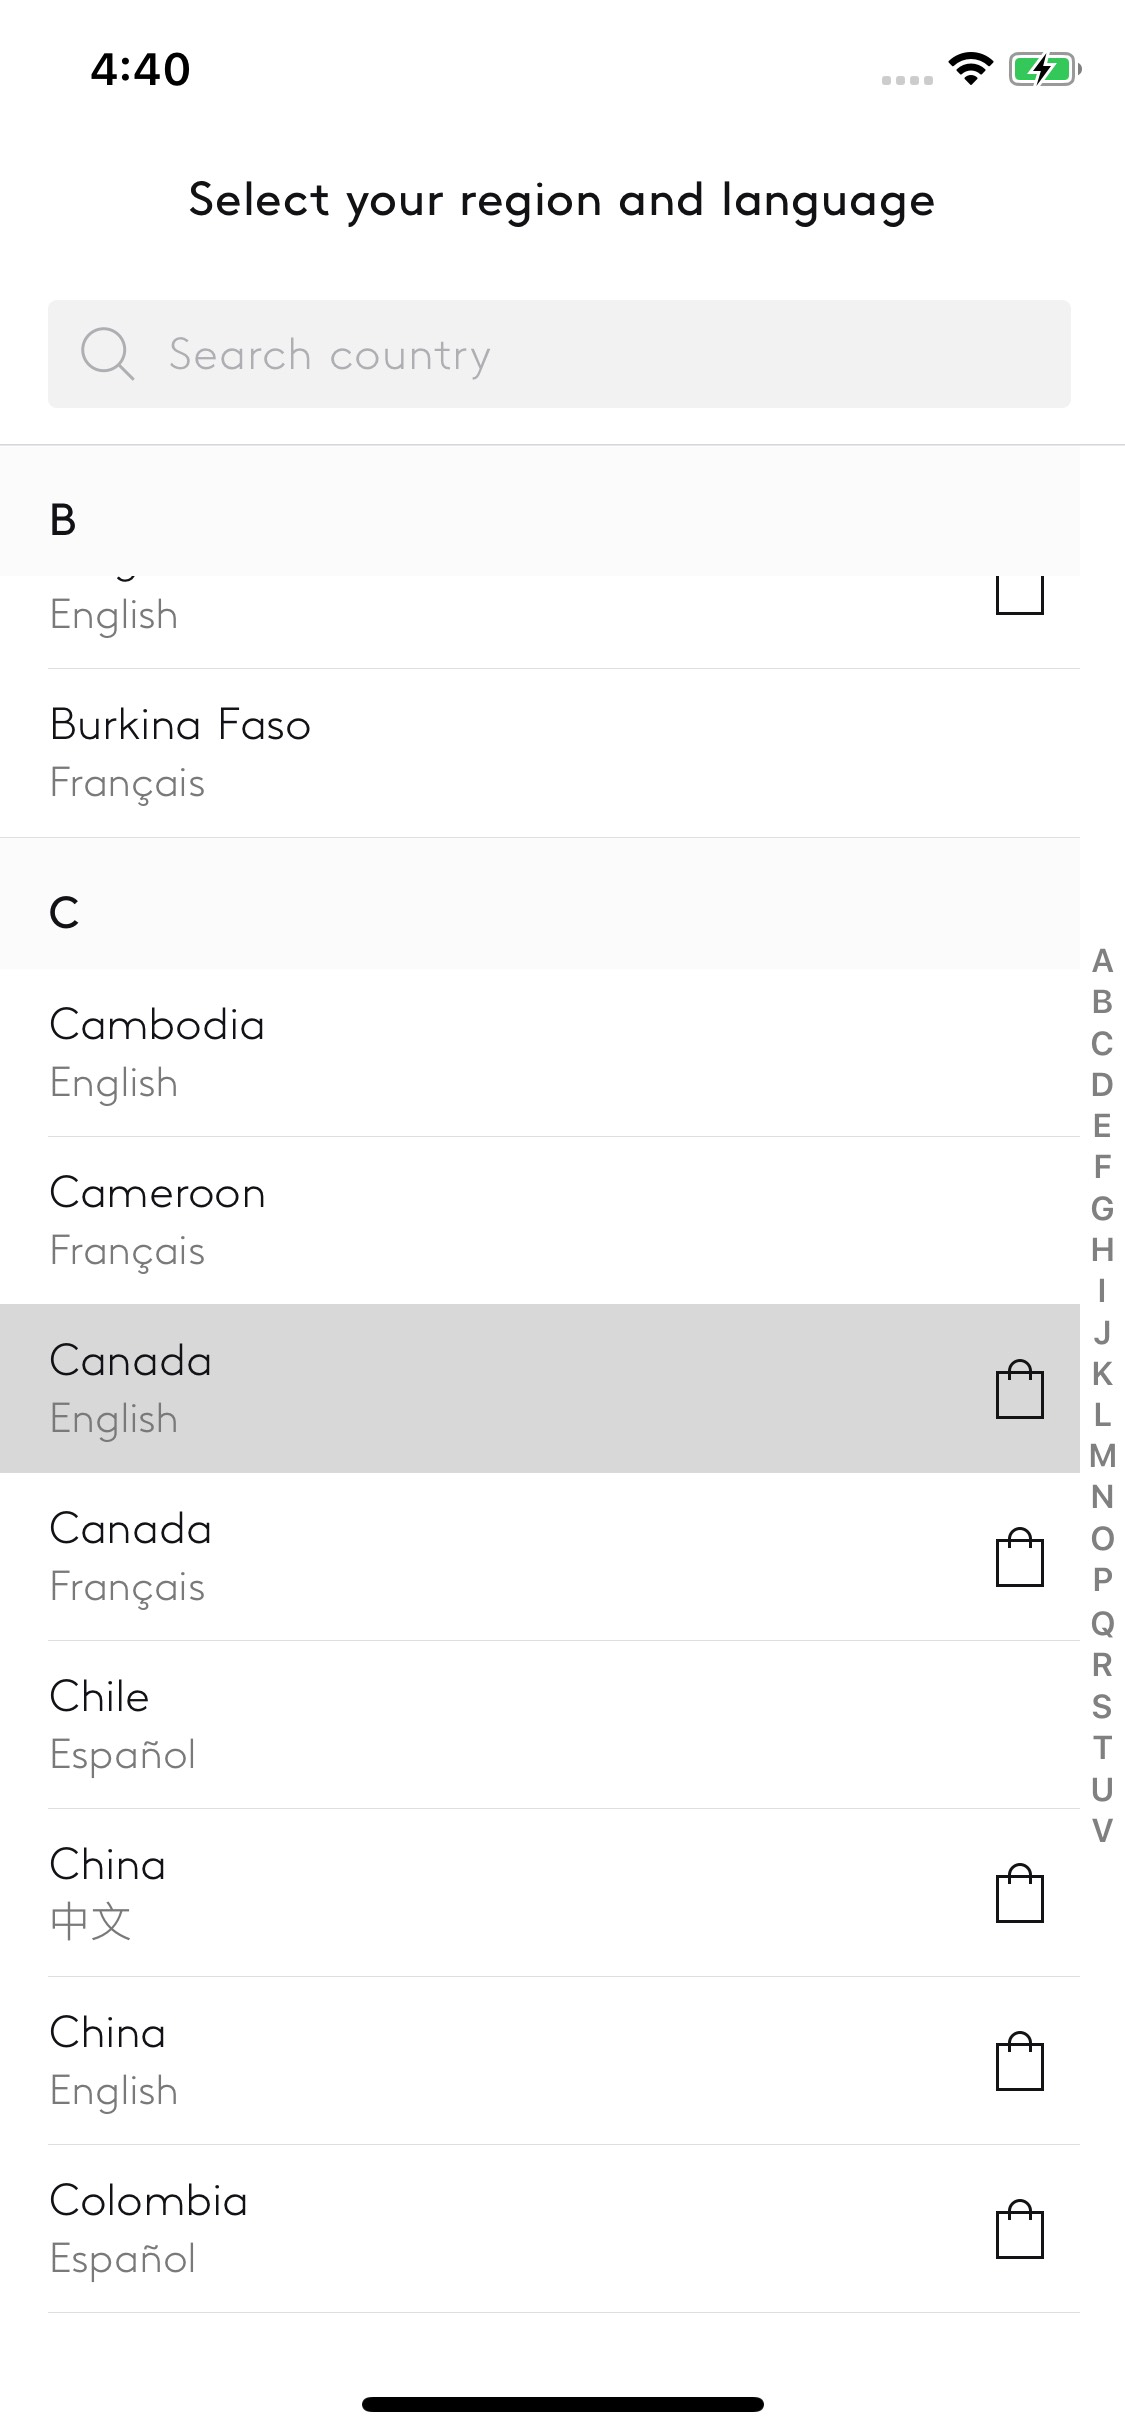 4:40
Select your region and language
Search country
B
English
Burkina Faso
Français
C
Cambodia
English
Cameroon
Français
Canada
English
Canada
Français
Chile
Español
China
中文
China
English
Colombia
Español
A
B
C
D
E
F
G
H
I
J
K
L
M
N
O
P
Q
R
S
T
U
V